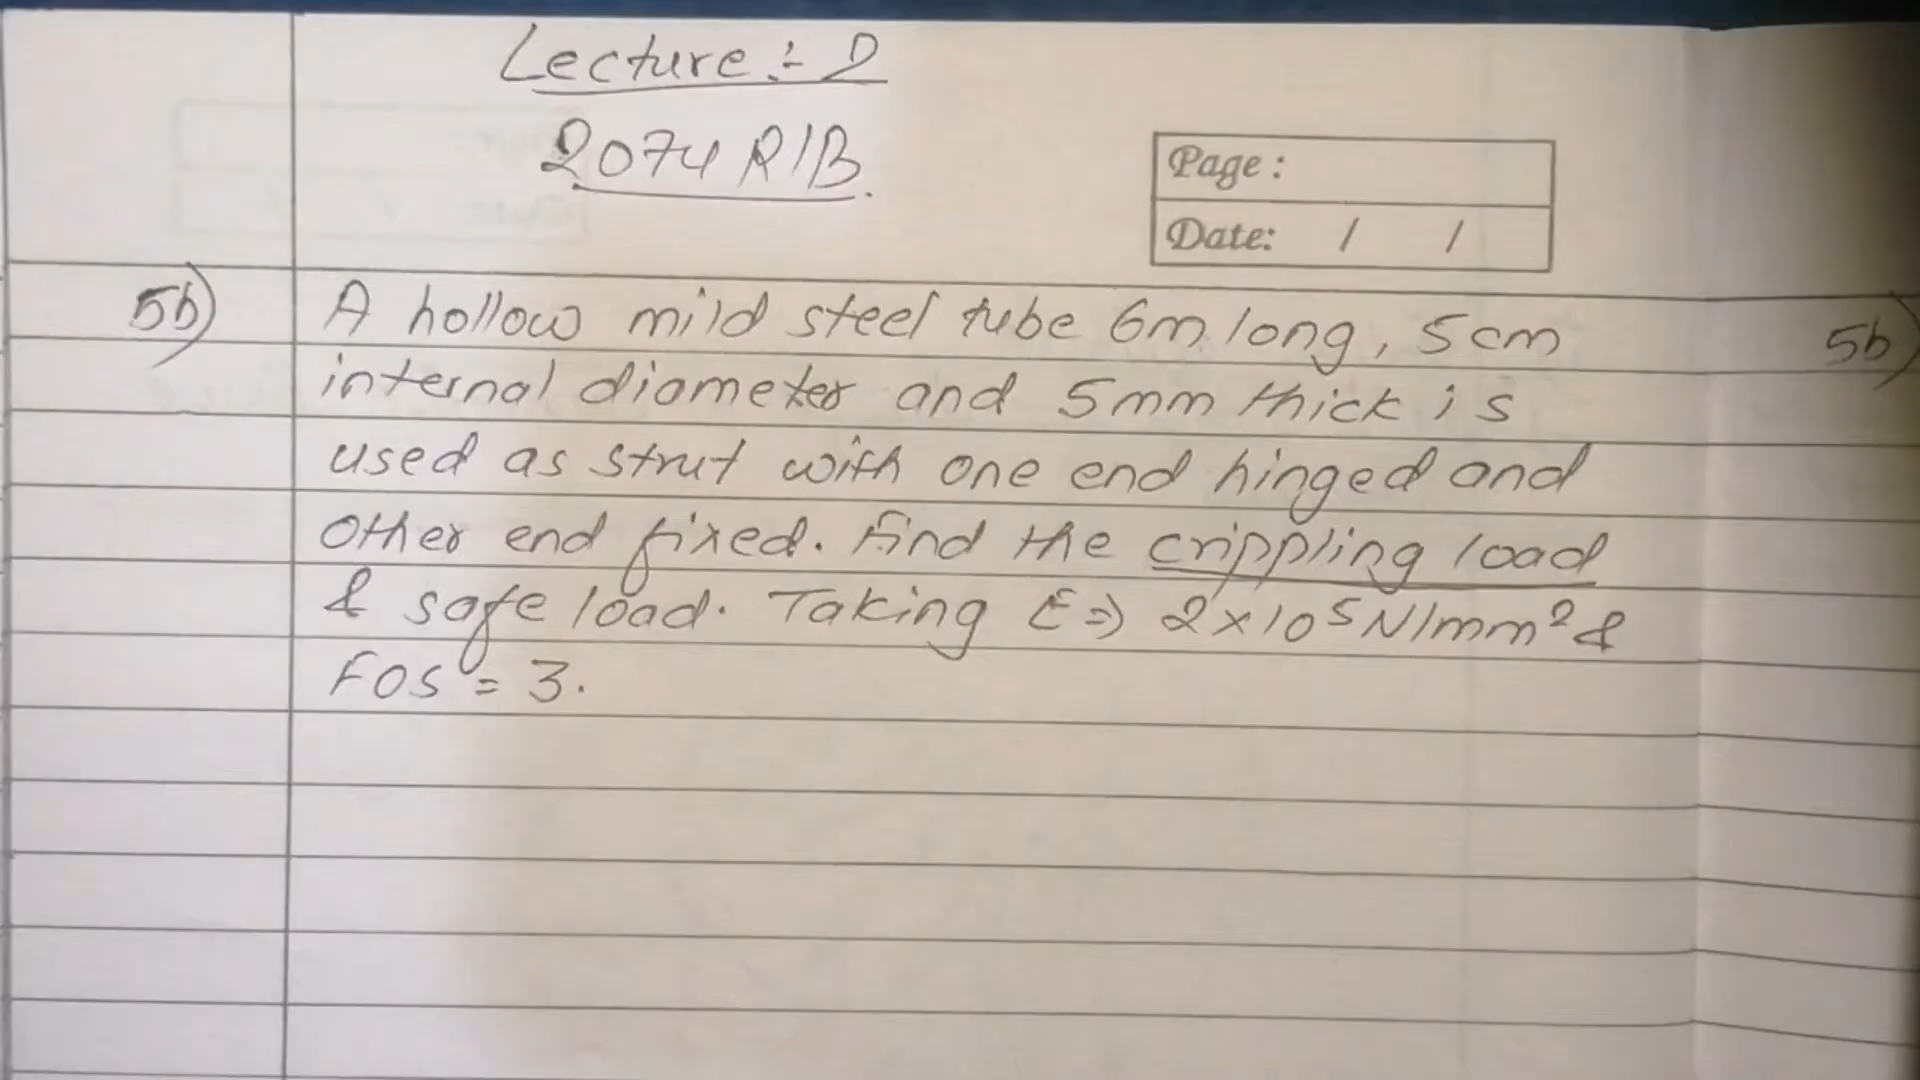 Lecture :- 2
2074 R/B.
Page :
Date: / /
5b) A hollow mild steel tube 6m long, 5cm
internal diameter and 5mm thick is
used as strut with one end hinged and
other end fixed. Find the crippling load
& safe load. Taking E => 2×10⁵N/mm² &
FOS = 3.
5b)